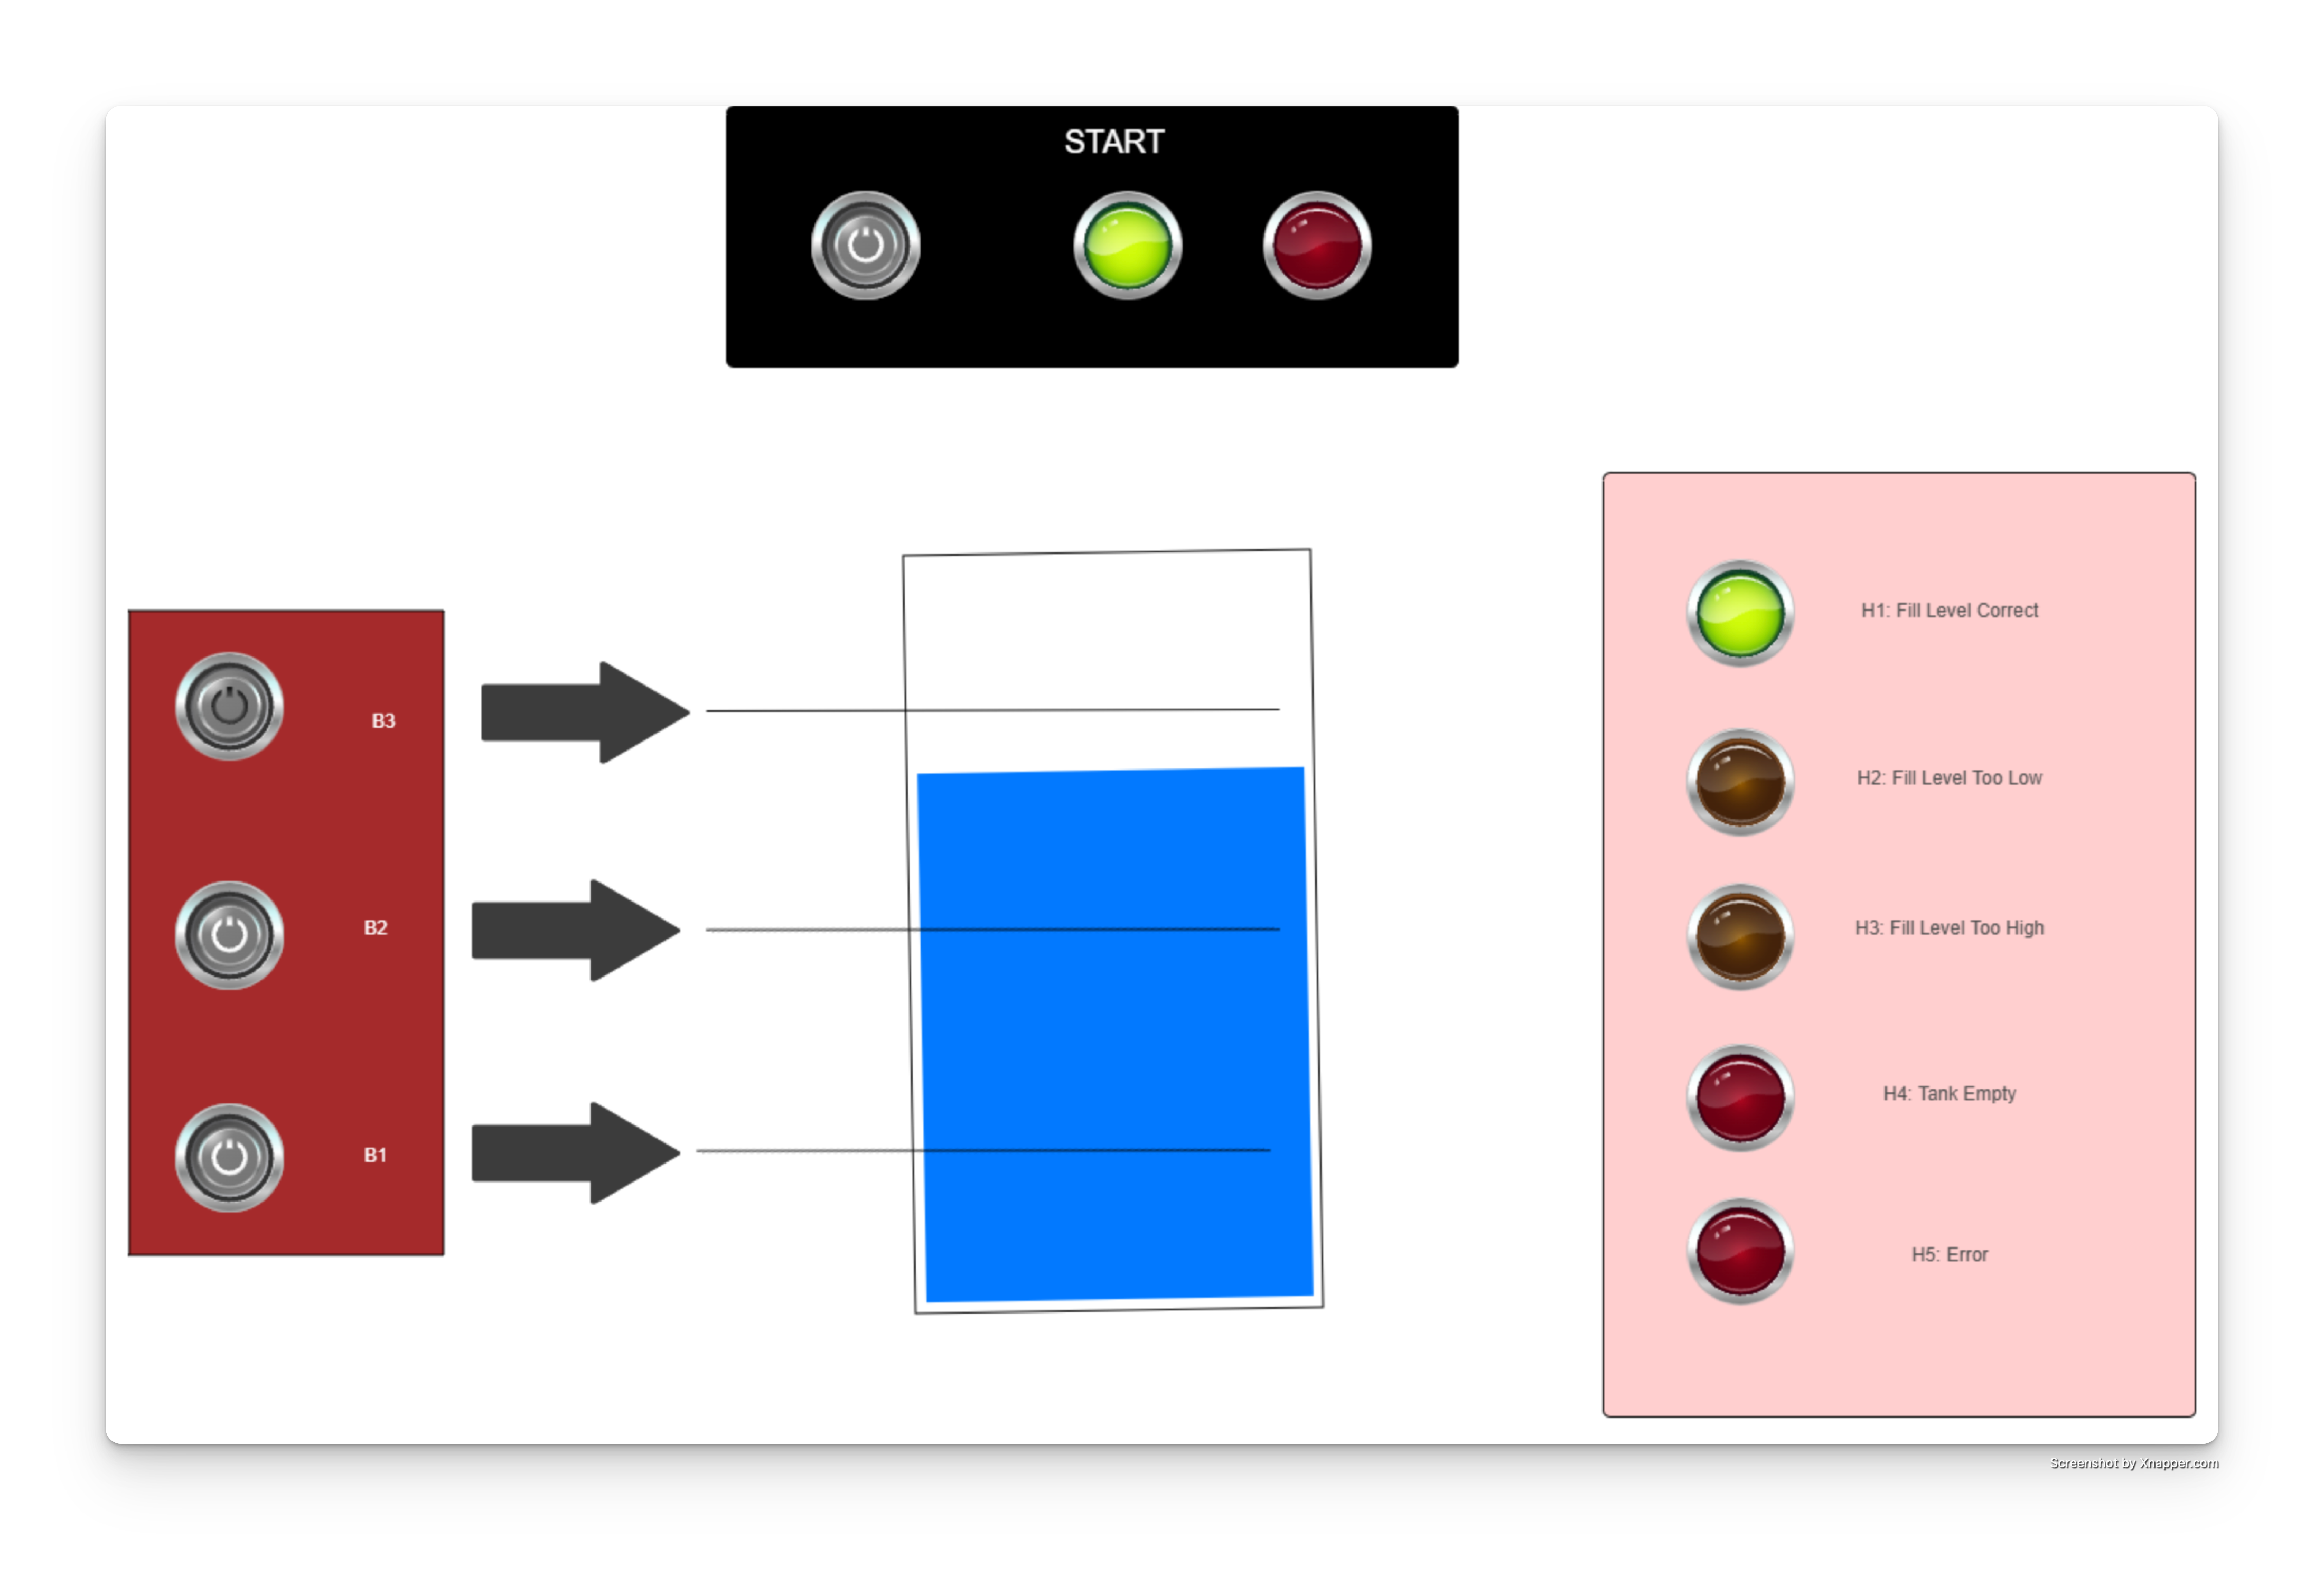 START
H1: Fill Level Correct
B3
H2: Fill Level Too Low
B2
H3: Fill Level Too High
H4: Tank Empty
B1
H5: Error
Screenshot by Xnapper.com